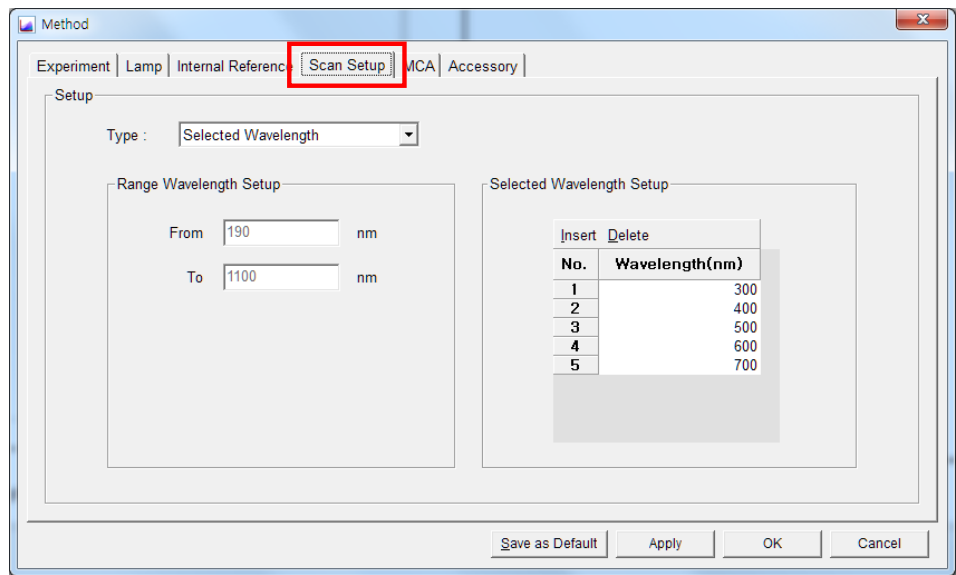 Method
Experiment Lamp Internal Reference Scan Setup MCA Accessory
Setup
Type : Selected Wavelength
Range Wavelength Setup
From 190 nm
To 1100 nm
Selected Wavelength Setup
Insert Delete
No. Wavelength(nm)
1 300
2 400
3 500
4 600
5 700
Save as Default Apply OK Cancel